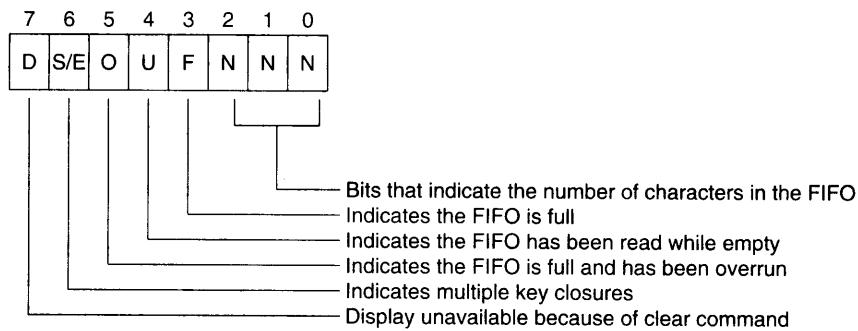 7 6 5 4 3 2 1 0
D S/E O U F N N N
Bits that indicate the number of characters in the FIFO
Indicates the FIFO is full
Indicates the FIFO has been read while empty
Indicates the FIFO is full and has been overrun
Indicates multiple key closures
Display unavailable because of clear command